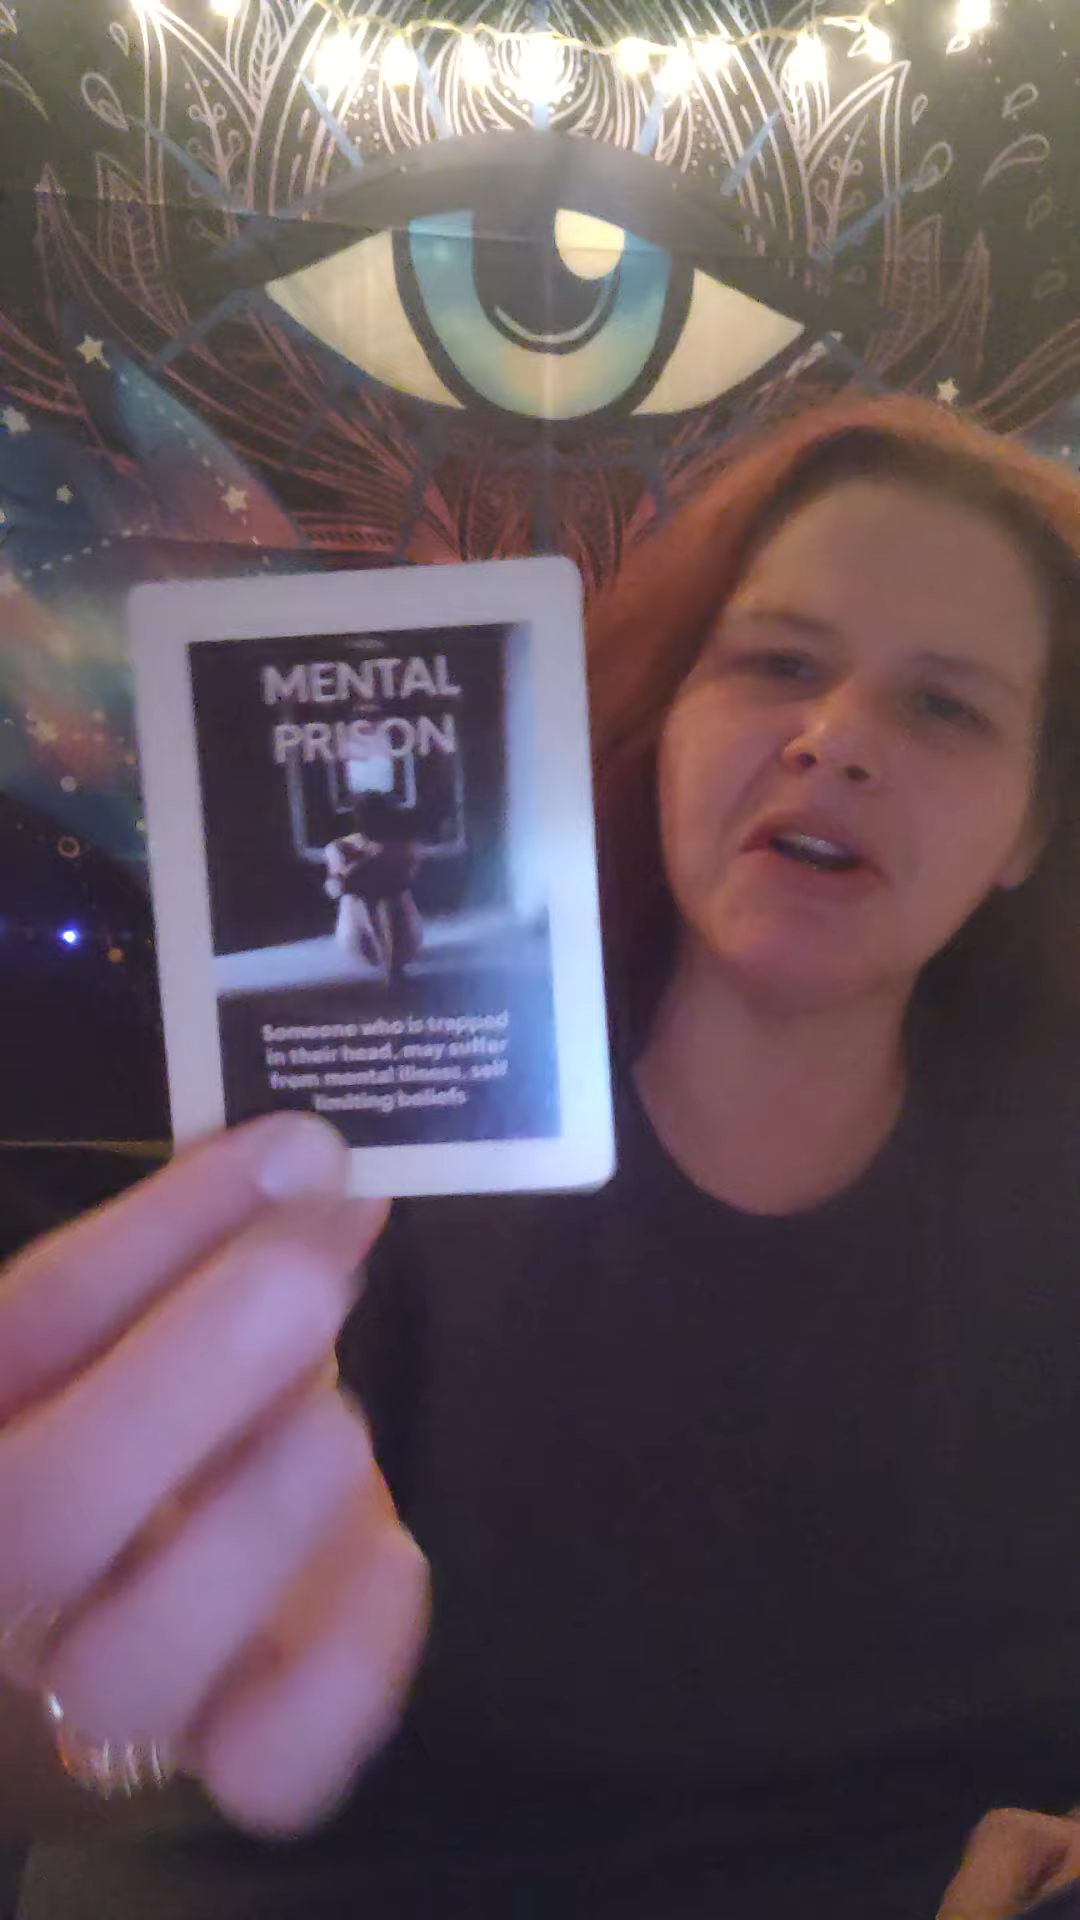 MENTAL
PRISON
Someone who is trapped
in their head, may suffer
from mental illness, self
limiting beliefs